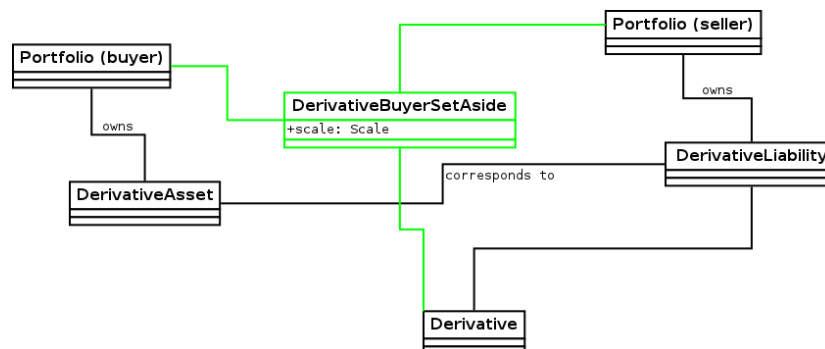 Portfolio (seller)
Portfolio (buyer)
owns
DerivativeBuyerSetAside
+scale: Scale
owns
DerivativeLiability
corresponds to
DerivativeAsset
Derivative